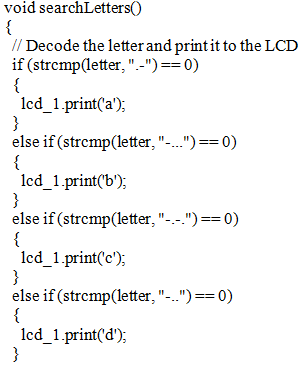 void searchLetters()
{
// Decode the letter and print it to the LCD
if (strcmp(letter, ".-") == 0)
{
lcd_1.print('a');
}
else if (strcmp(letter, "-...") == 0)
{
lcd_1.print('b');
}
else if (strcmp(letter, "-.-.") == 0)
{
lcd_1.print('c');
}
else if (strcmp(letter, "-..") == 0)
{
lcd_1.print('d');
}